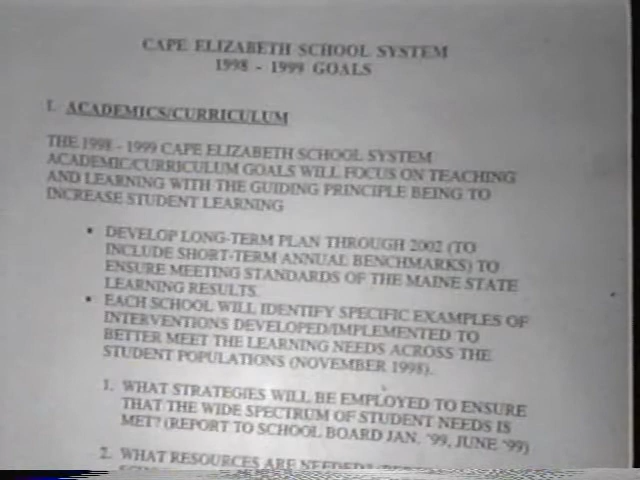 CAPE ELIZABETH SCHOOL SYSTEM
1998 - 1999 GOALS
I. ACADEMICS/CURRICULUM
THE 1998 - 1999 CAPE ELIZABETH SCHOOL SYSTEM
ACADEMIC/CURRICULUM GOALS WILL FOCUS ON TEACHING
AND LEARNING WITH THE GUIDING PRINCIPLE BEING TO
INCREASE STUDENT LEARNING
• DEVELOP LONG-TERM PLAN THROUGH 2002 (TO
INCLUDE SHORT-TERM ANNUAL BENCHMARKS) TO
ENSURE MEETING STANDARDS OF THE MAINE STATE
LEARNING RESULTS.
• EACH SCHOOL WILL IDENTIFY SPECIFIC EXAMPLES OF
INTERVENTIONS DEVELOPED/IMPLEMENTED TO
BETTER MEET THE LEARNING NEEDS ACROSS THE
STUDENT POPULATIONS (NOVEMBER 1998).
1. WHAT STRATEGIES WILL BE EMPLOYED TO ENSURE
THAT THE WIDE SPECTRUM OF STUDENT NEEDS IS
MET? (REPORT TO SCHOOL BOARD JAN. '99, JUNE '99)
2. WHAT RESOURCES ARE NEEDED?